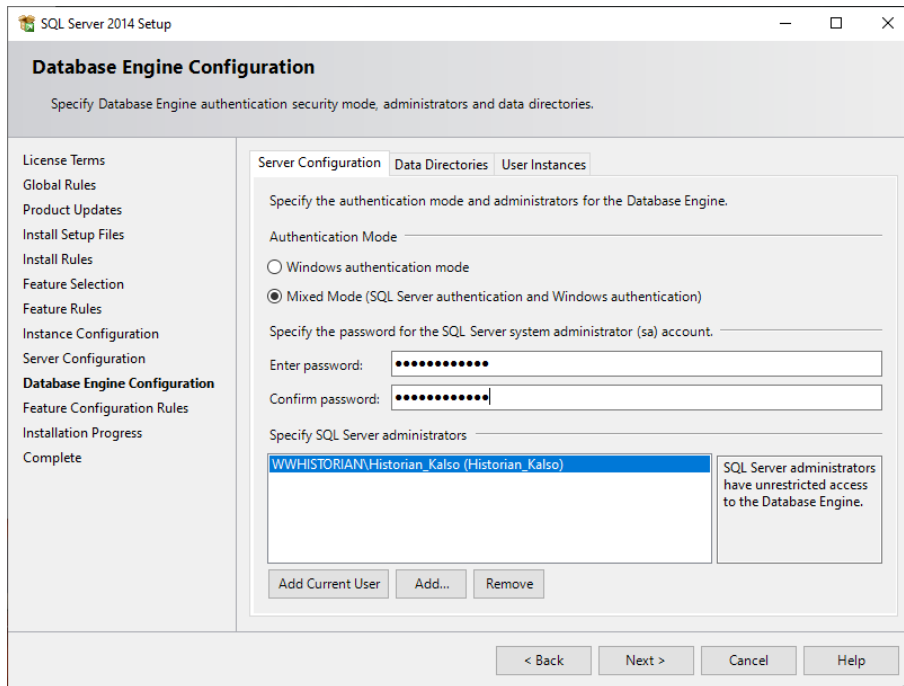 SQL Server 2014 Setup
Database Engine Configuration
Specify Database Engine authentication security mode, administrators and data directories.
License Terms
Global Rules
Product Updates
Install Setup Files
Install Rules
Feature Selection
Feature Rules
Instance Configuration
Server Configuration
Database Engine Configuration
Feature Configuration Rules
Installation Progress
Complete
Server Configuration Data Directories User Instances
Specify the authentication mode and administrators for the Database Engine.
Authentication Mode
Windows authentication mode
Mixed Mode (SQL Server authentication and Windows authentication)
Specify the password for the SQL Server system administrator (sa) account.
Enter password: ●●●●●●●●●●●●
Confirm password: ●●●●●●●●●●●●
Specify SQL Server administrators
WWHISTORIAN\Historian_Kalso (Historian_Kalso)
SQL Server administrators
have unrestricted access
to the Database Engine.
Add Current User Add... Remove
< Back Next > Cancel Help